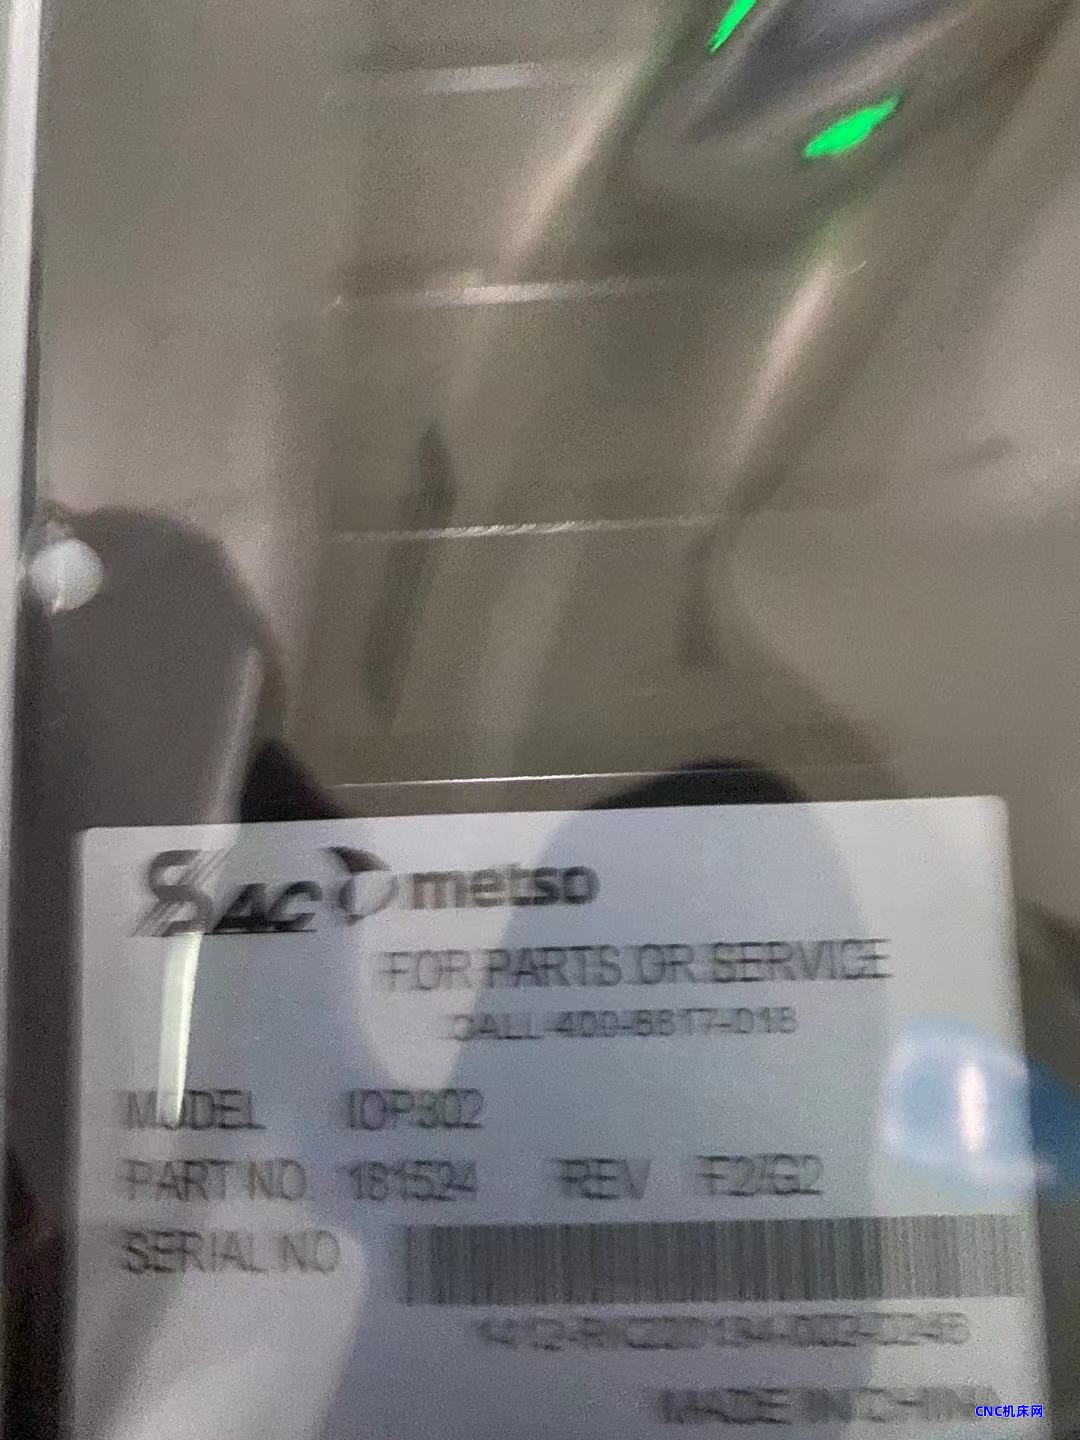 SAC metso
FOR PARTS OR SERVICE
CALL 400-8817-018
MODEL IOP302
PART NO. 181524 REV F2/G2
SERIAL NO
MADE IN CHINA
CNC机床网